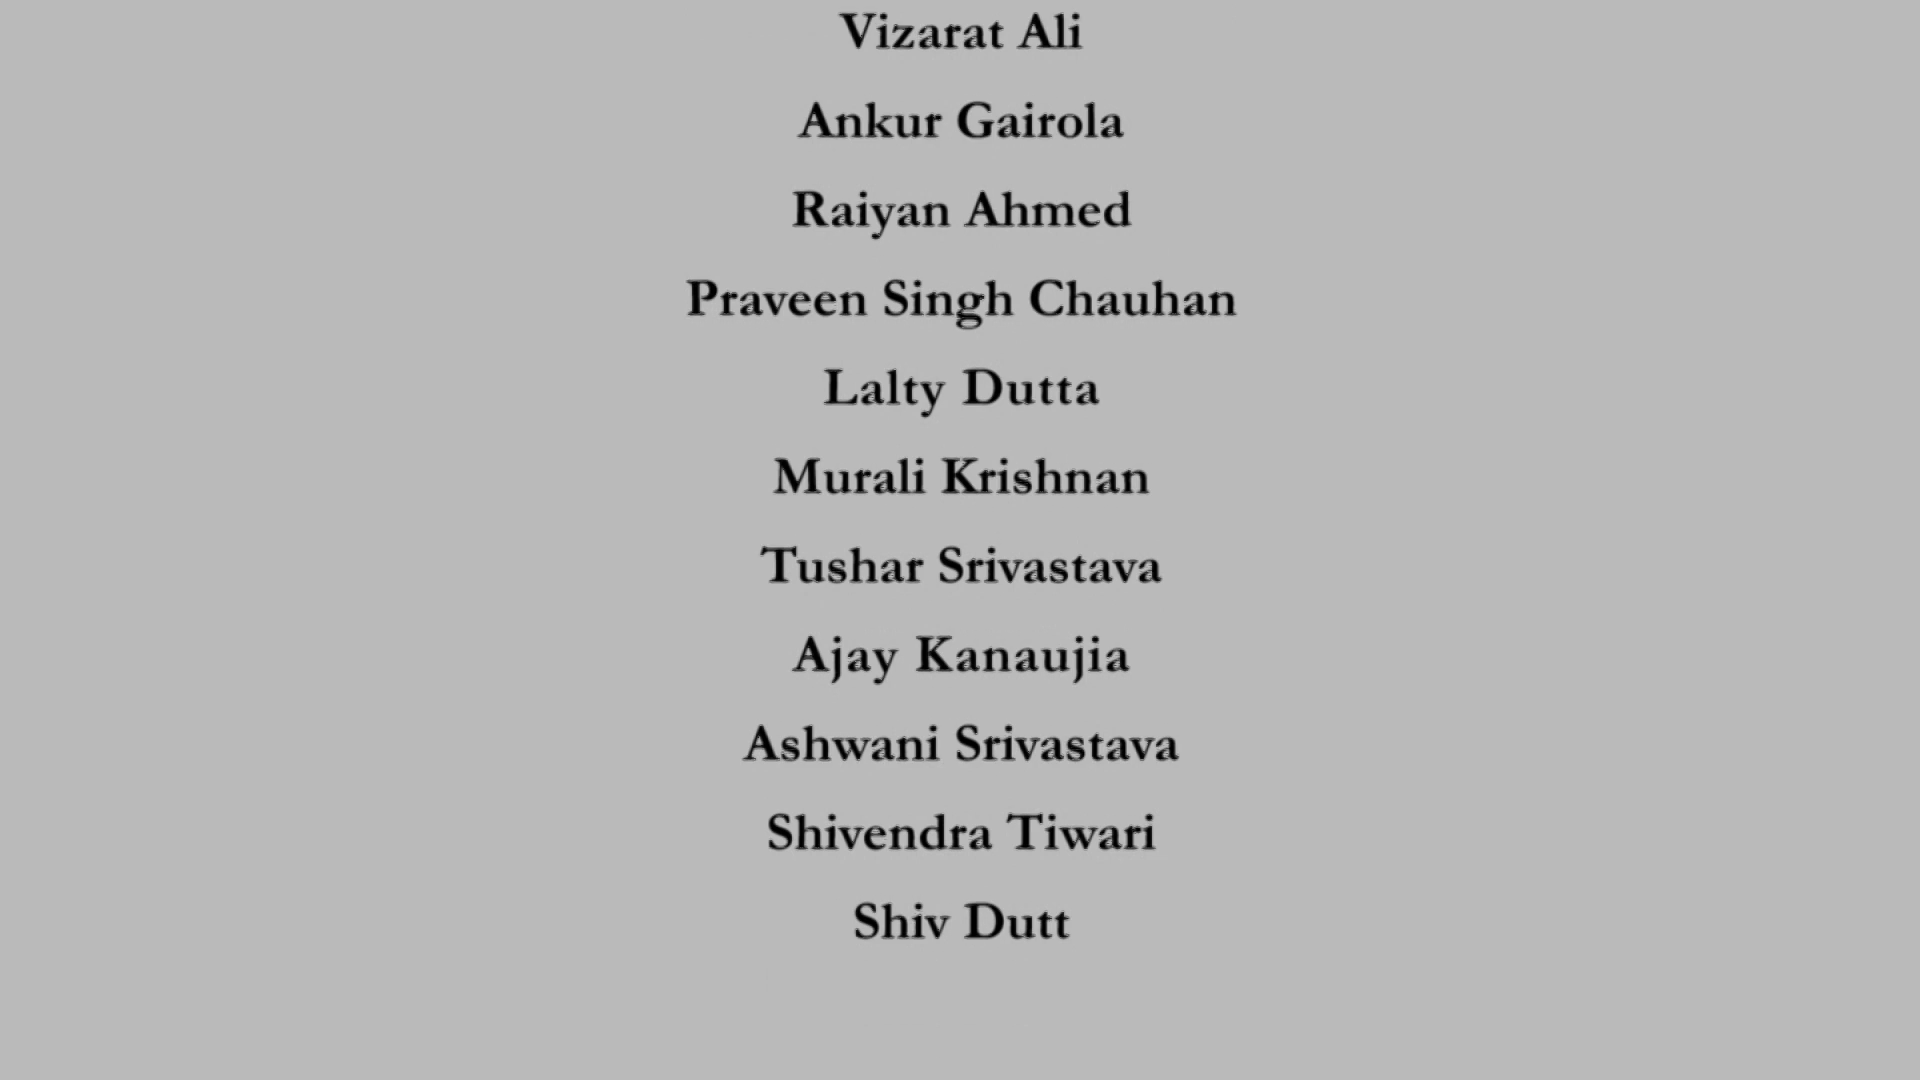 Vizarat Ali
Ankur Gairola
Raiyan Ahmed
Praveen Singh Chauhan
Lalty Dutta
Murali Krishnan
Tushar Srivastava
Ajay Kanaujia
Ashwani Srivastava
Shivendra Tiwari
Shiv Dutt